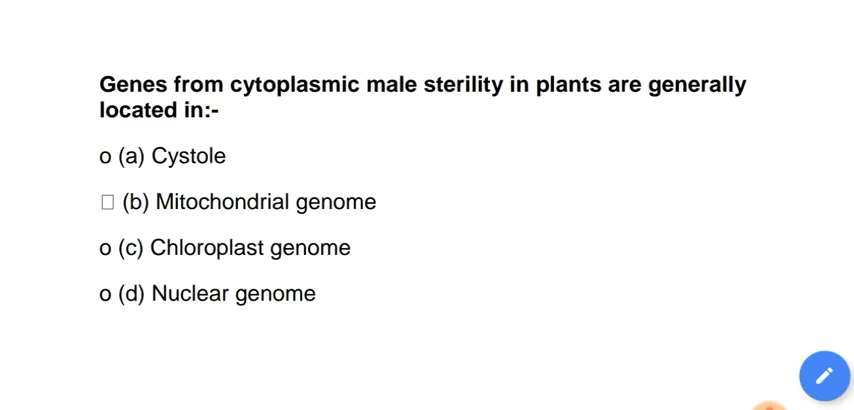 Genes from cytoplasmic male sterility in plants are generally
located in:-
o (a) Cystole
□ (b) Mitochondrial genome
o (c) Chloroplast genome
o (d) Nuclear genome